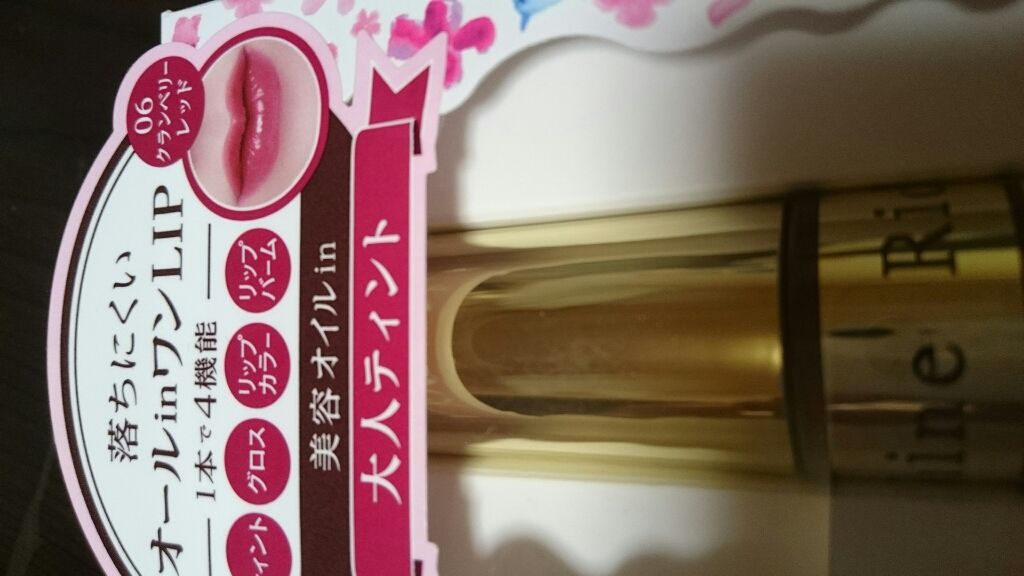 06
クランベリー
レッド
落ちにくい
オールinワンLIP
1本で4機能
ティント
グロス
リップ
カラー
リップ
バーム
美容オイルin
大人ティント